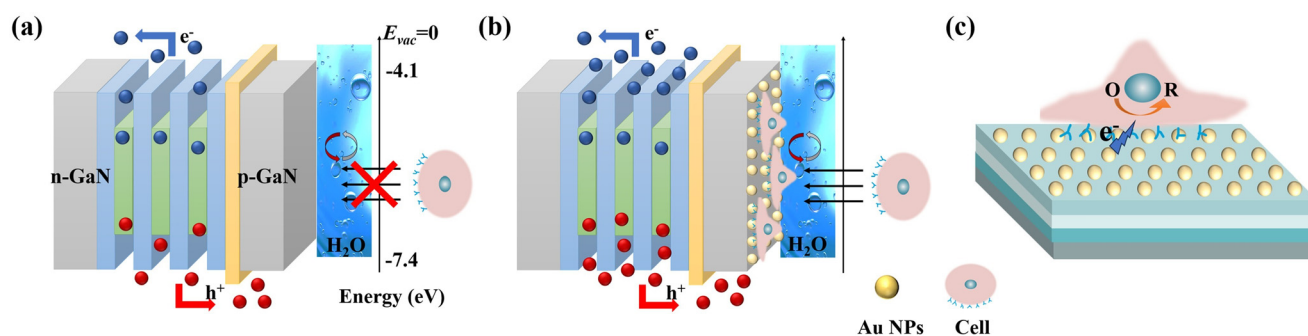 (a)
e-
E_vac=0
-4.1
n-GaN
p-GaN
H2O
-7.4
h+
Energy (eV)
(b)
e-
H2O
h+
Au NPs
Cell
(c)
O
R
e-